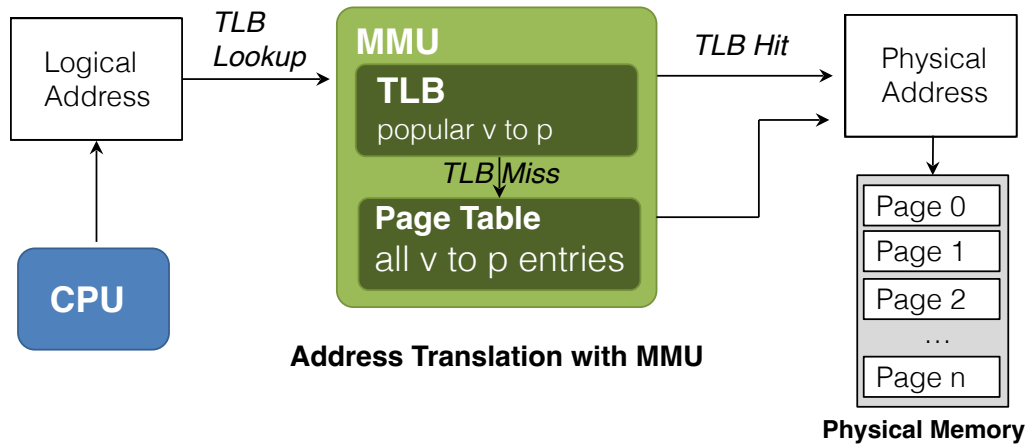 Logical
Address
TLB
Lookup
MMU
TLB
popular v to p
TLB Miss
Page Table
all v to p entries
TLB Hit
Physical
Address
CPU
Page 0
Page 1
Page 2
...
Page n
Address Translation with MMU
Physical Memory